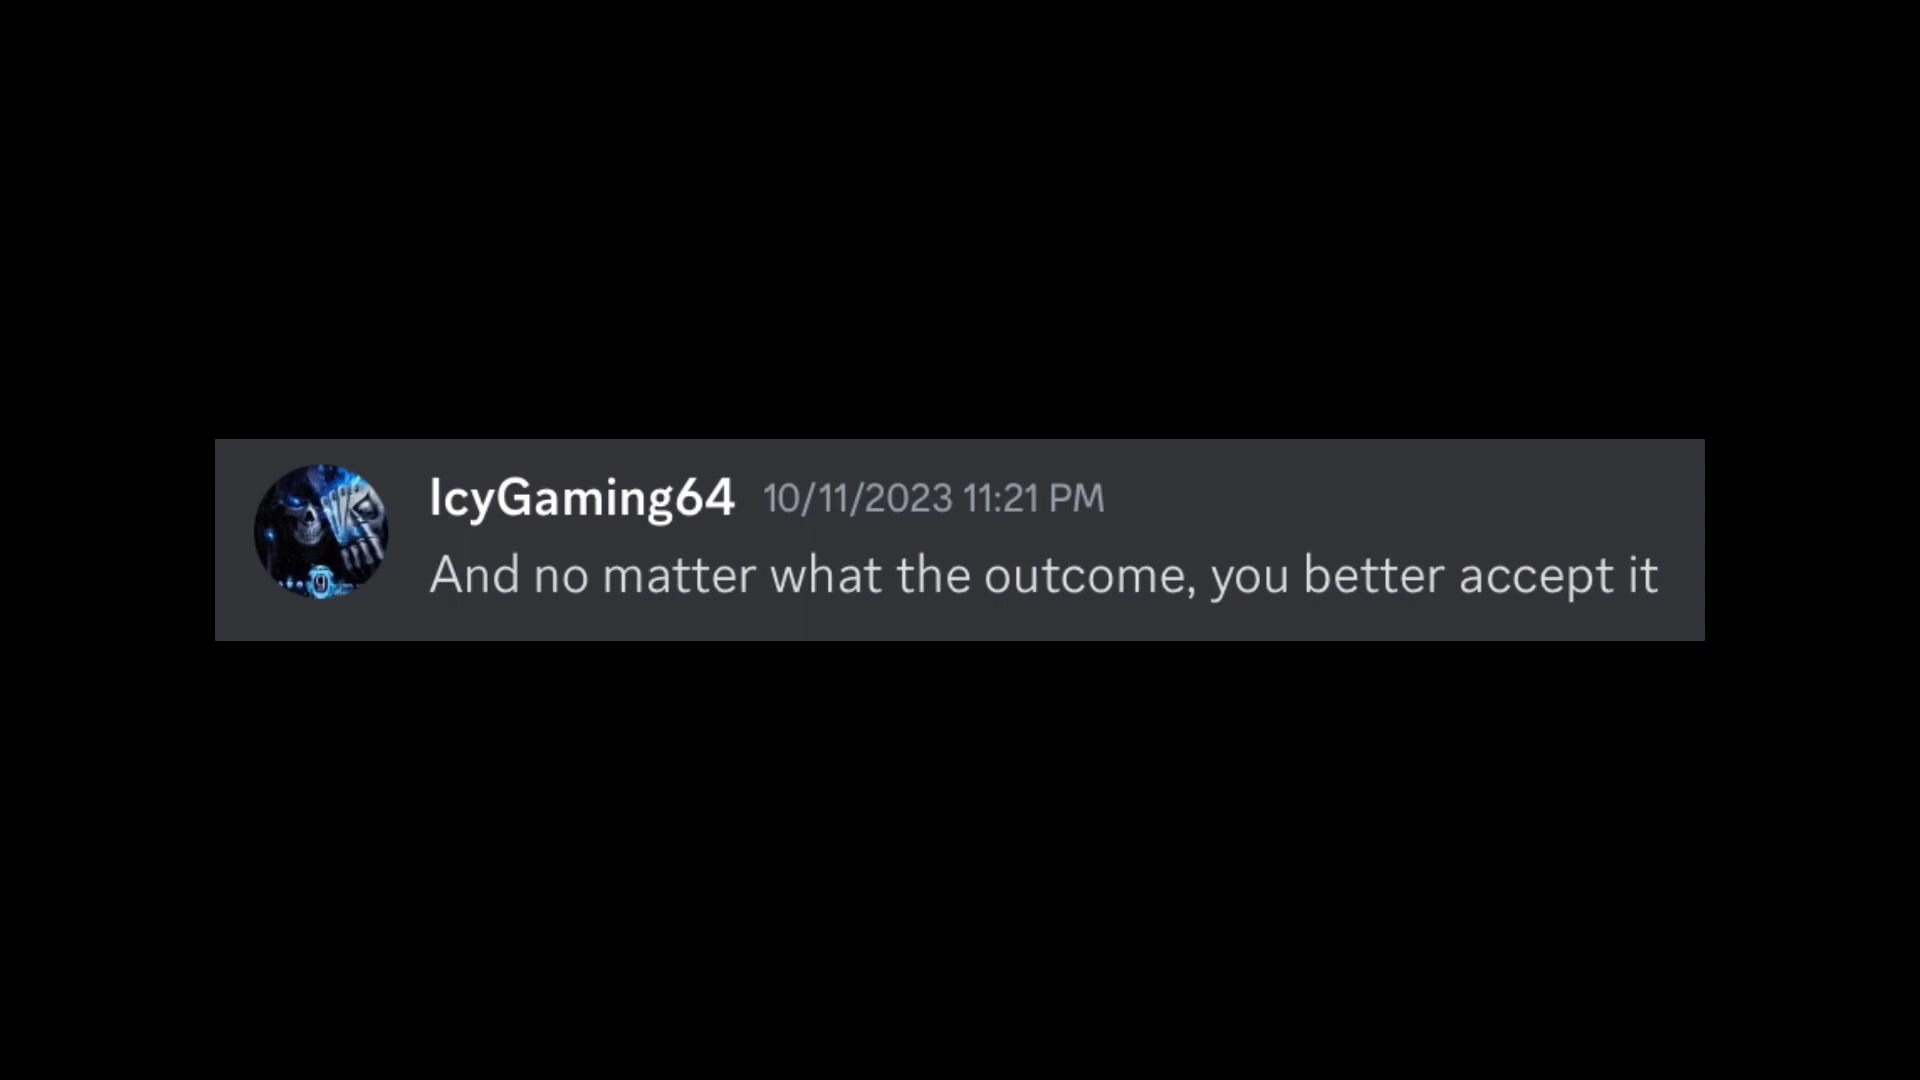 IcyGaming64 10/11/2023 11:21 PM
And no matter what the outcome, you better accept it